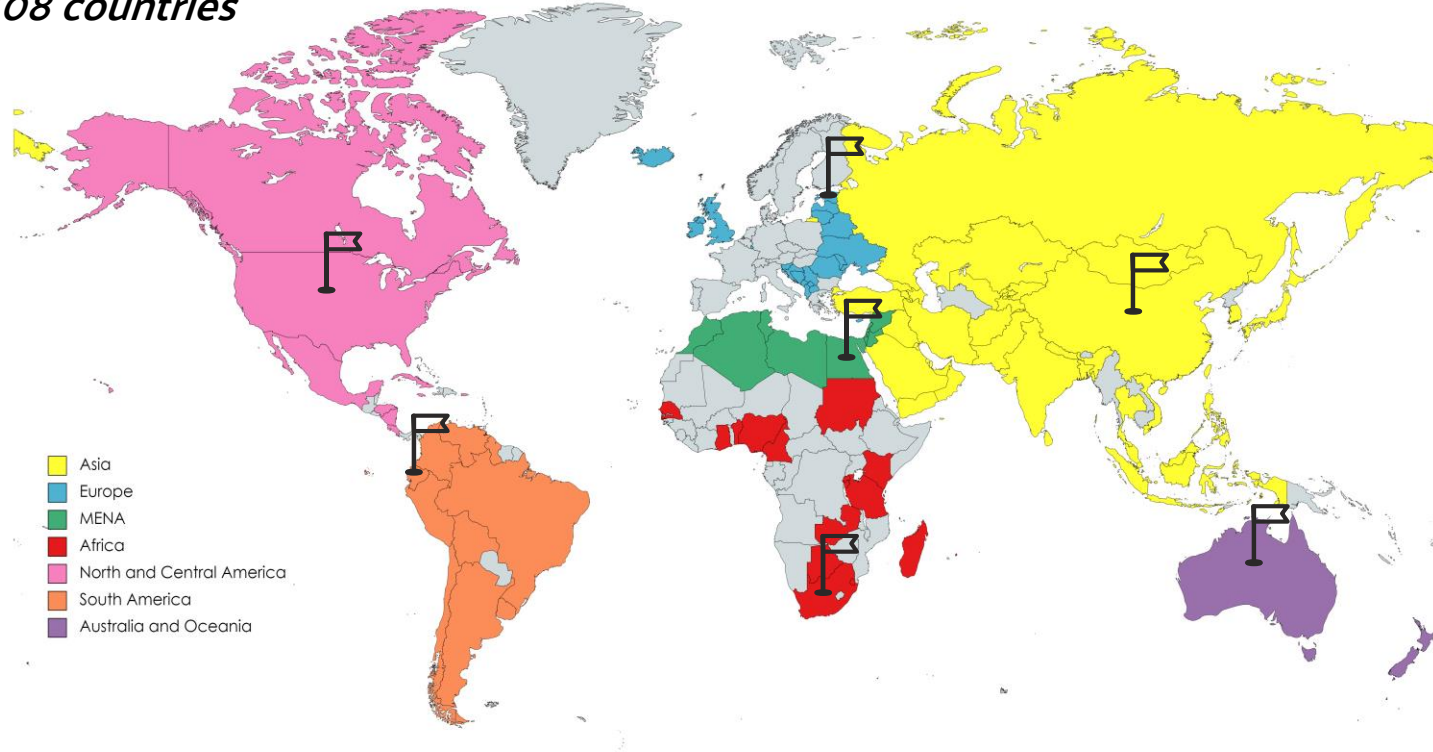 08 countries
Asia
Europe
MENA
Africa
North and Central America
South America
Australia and Oceania